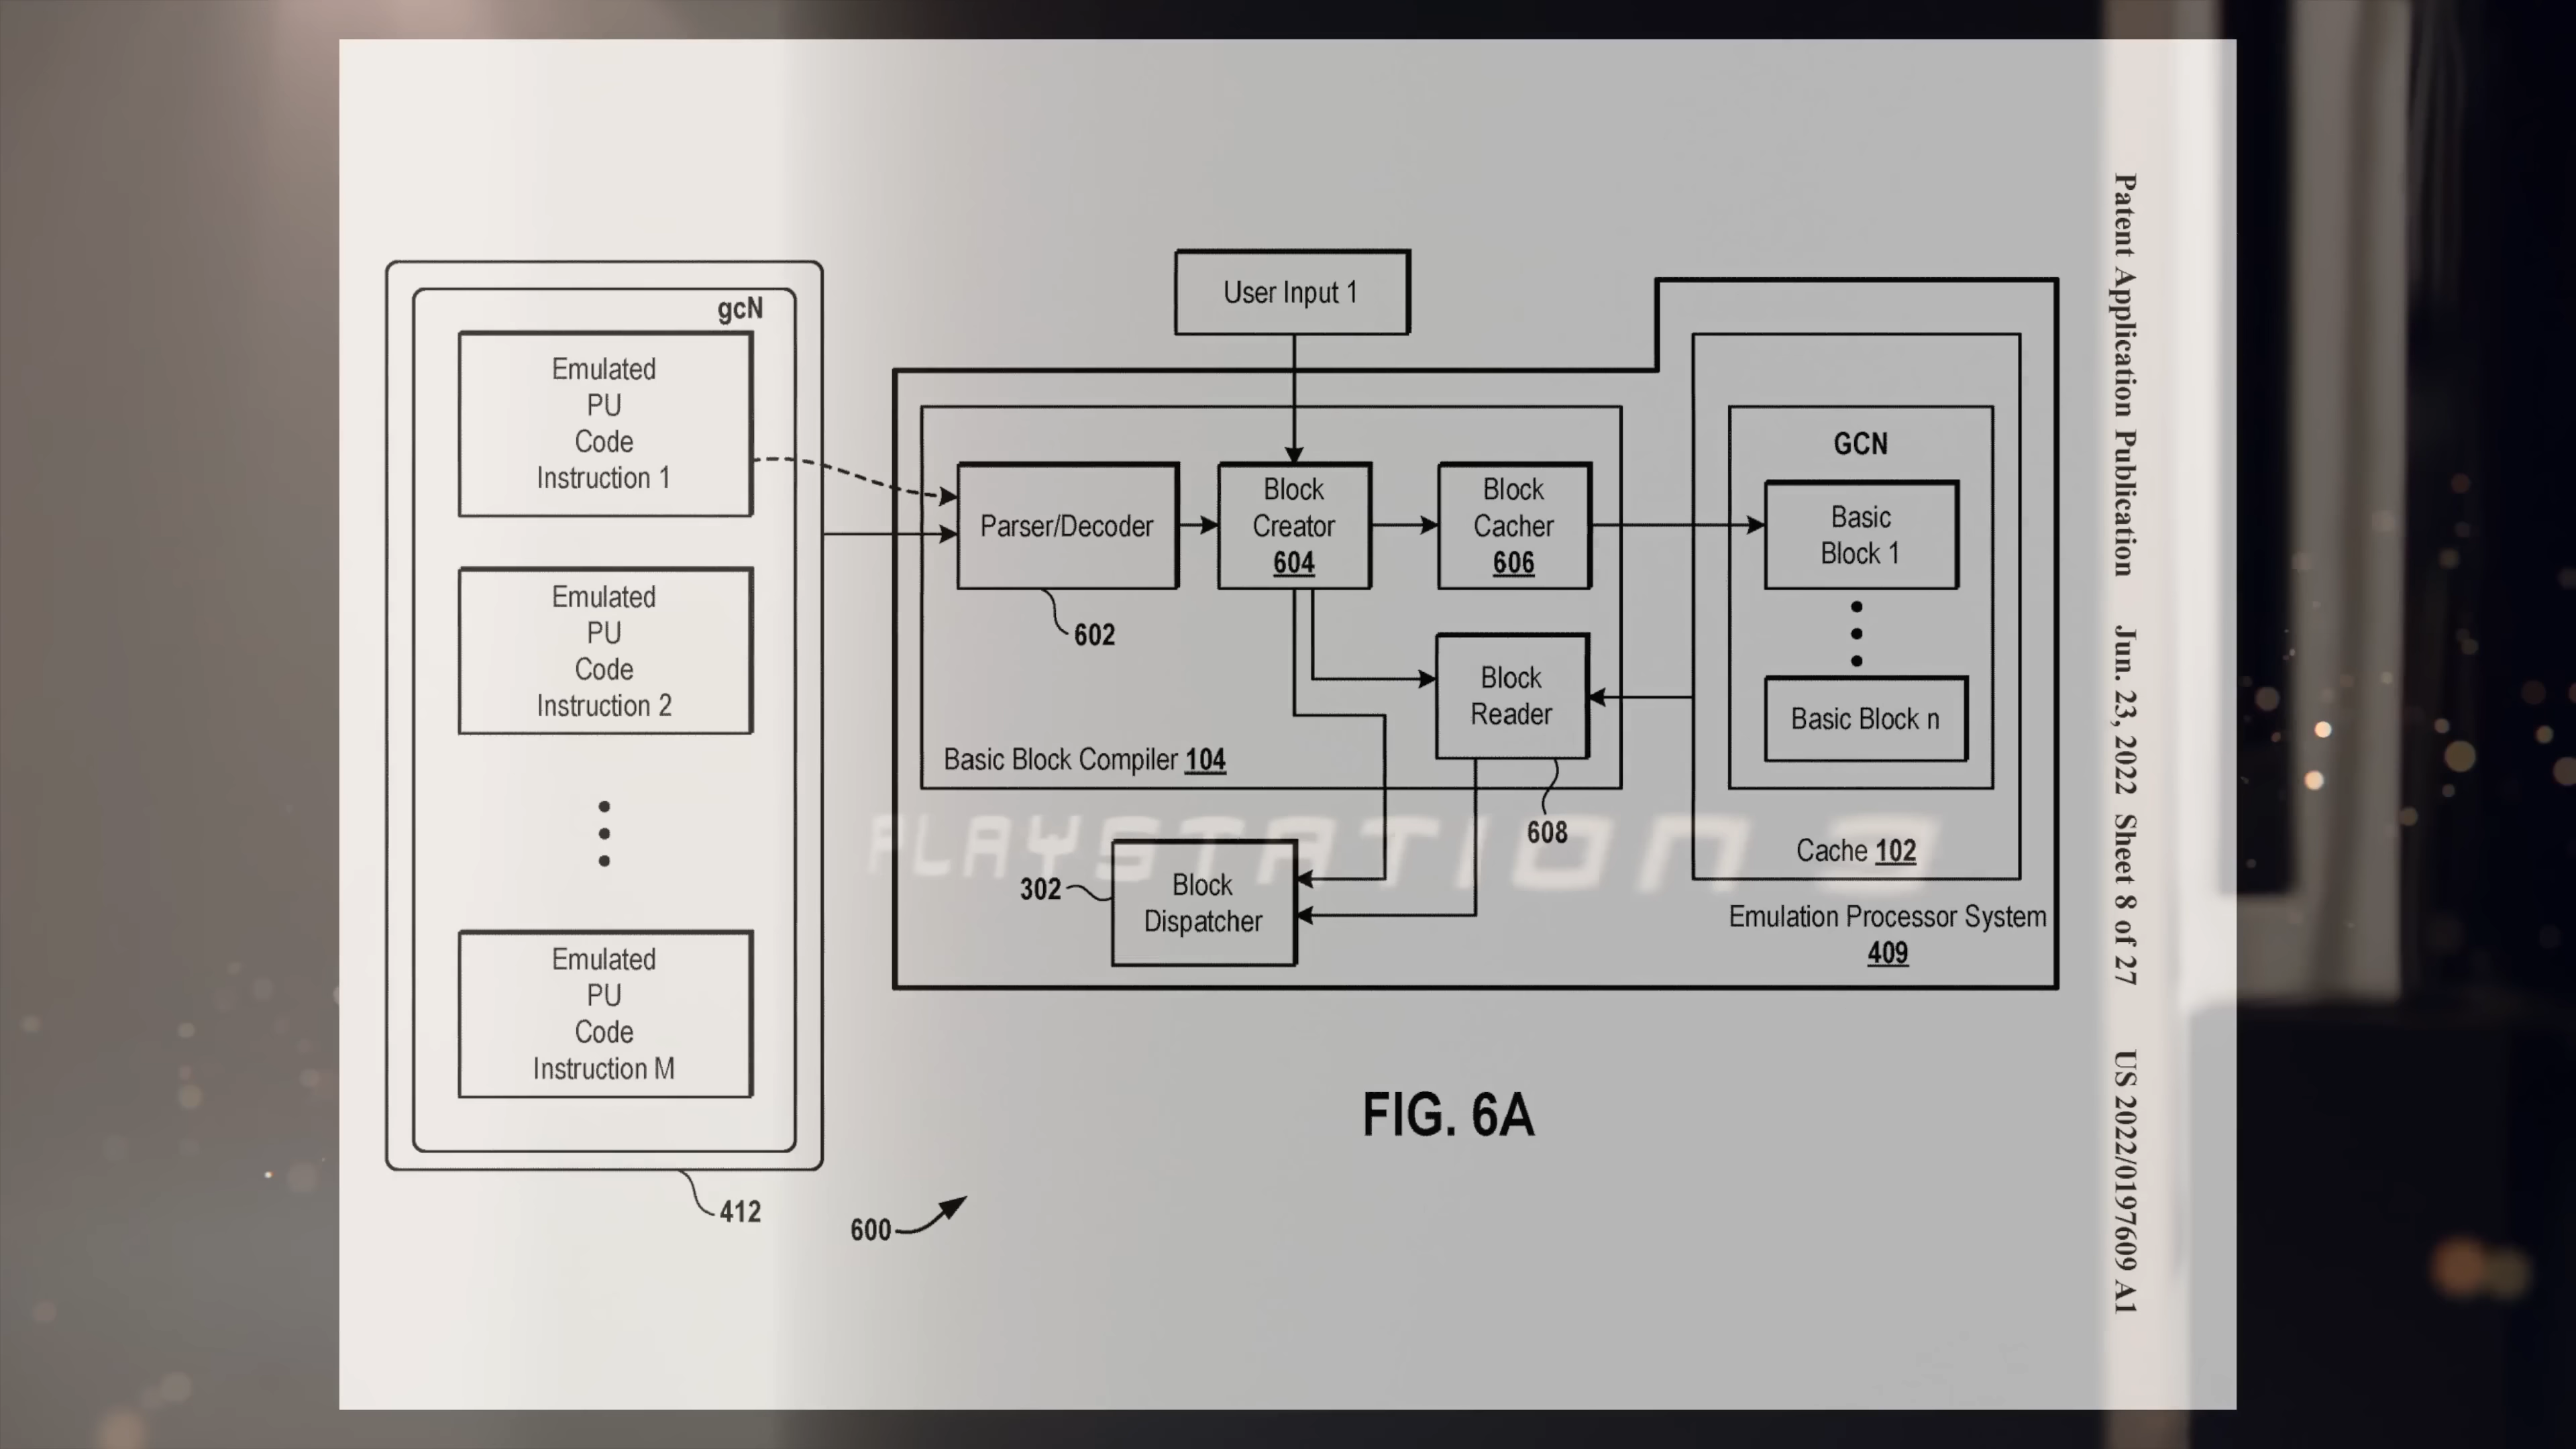 gcN
Emulated
PU
Code
Instruction 1
Emulated
PU
Code
Instruction 2
Emulated
PU
Code
Instruction M
412
600
User Input 1
Parser/Decoder
602
Block
Creator
604
Block
Cacher
606
Block
Reader
608
Basic Block Compiler 104
302
Block
Dispatcher
GCN
Basic
Block 1
Basic Block n
Cache 102
Emulation Processor System
409
PLAYSTATION 3
FIG. 6A
Patent Application Publication Jun. 23, 2022 Sheet 8 of 27 US 2022/0197609 A1